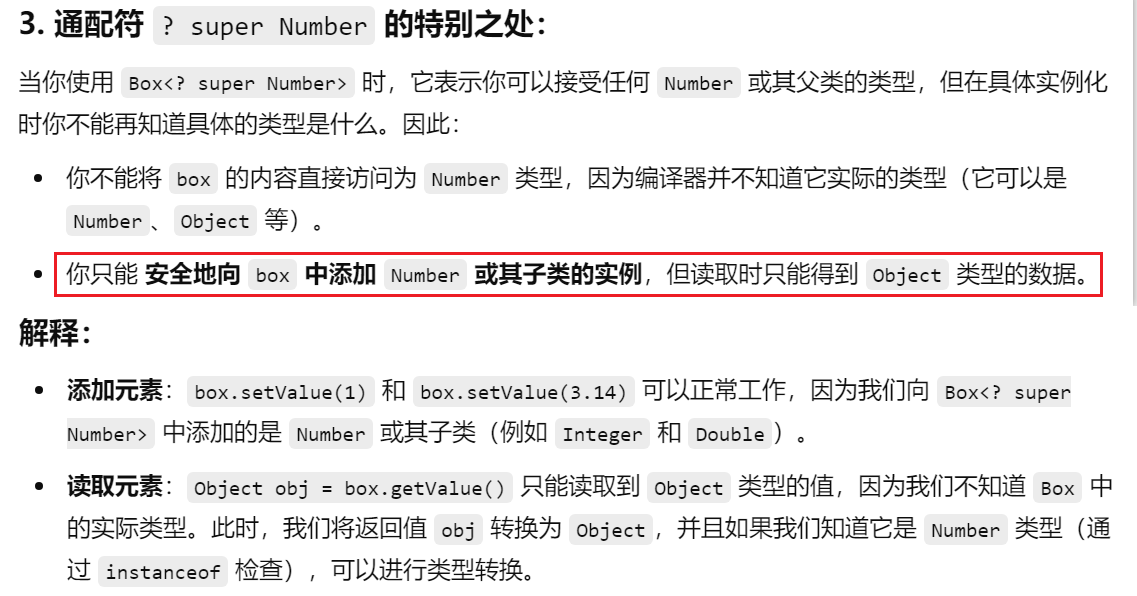 3. 通配符 ? super Number 的特别之处：
当你使用 Box<? super Number> 时，它表示你可以接受任何 Number 或其父类的类型，但在具体实例化
时你不能再知道具体的类型是什么。因此：
• 你不能将 box 的内容直接访问为 Number 类型，因为编译器并不知道它实际的类型（它可以是
Number、Object 等）。
• 你只能 安全地向 box 中添加 Number 或其子类的实例，但读取时只能得到 Object 类型的数据。
解释：
• 添加元素：box.setValue(1) 和 box.setValue(3.14) 可以正常工作，因为我们向 Box<? super
Number> 中添加的是 Number 或其子类（例如 Integer 和 Double）。
• 读取元素：Object obj = box.getValue() 只能读取到 Object 类型的值，因为我们不知道 Box 中
的实际类型。此时，我们将返回值 obj 转换为 Object，并且如果我们知道它是 Number 类型（通
过 instanceof 检查），可以进行类型转换。